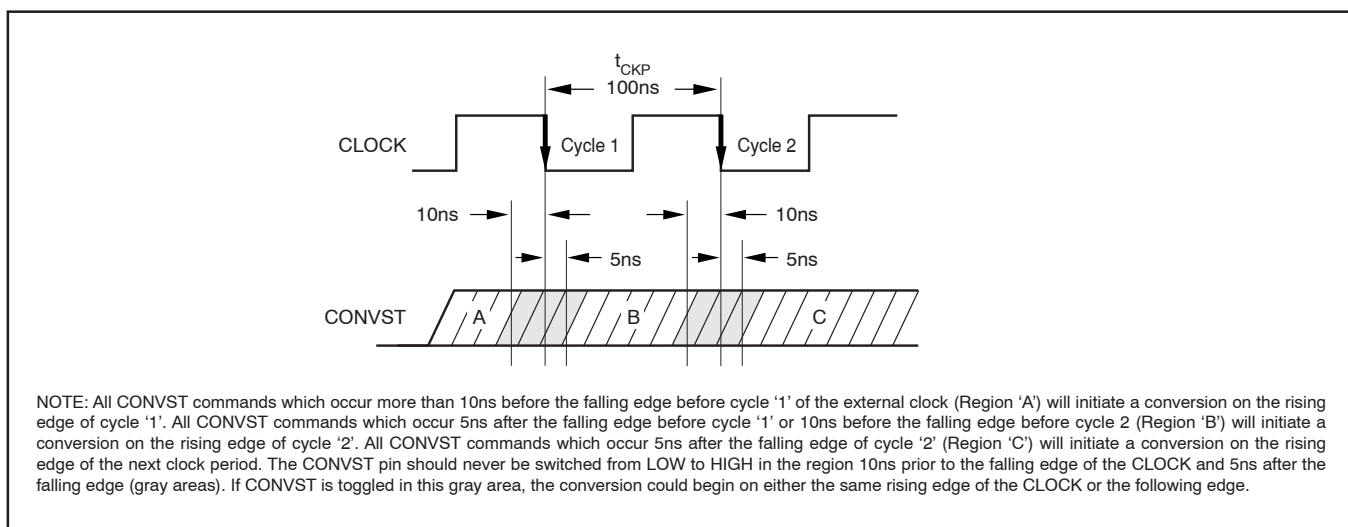 tCKP
100ns
CLOCK
Cycle 1
Cycle 2
10ns
10ns
5ns
5ns
CONVST
A
B
C
NOTE: All CONVST commands which occur more than 10ns before the falling edge before cycle ‘1’ of the external clock (Region ‘A’) will initiate a conversion on the rising
edge of cycle ‘1’. All CONVST commands which occur 5ns after the falling edge before cycle ‘1’ or 10ns before the falling edge before cycle 2 (Region ‘B’) will initiate a
conversion on the rising edge of cycle ‘2’. All CONVST commands which occur 5ns after the falling edge of cycle ‘2’ (Region ‘C’) will initiate a conversion on the rising
edge of the next clock period. The CONVST pin should never be switched from LOW to HIGH in the region 10ns prior to the falling edge of the CLOCK and 5ns after the
falling edge (gray areas). If CONVST is toggled in this gray area, the conversion could begin on either the same rising edge of the CLOCK or the following edge.